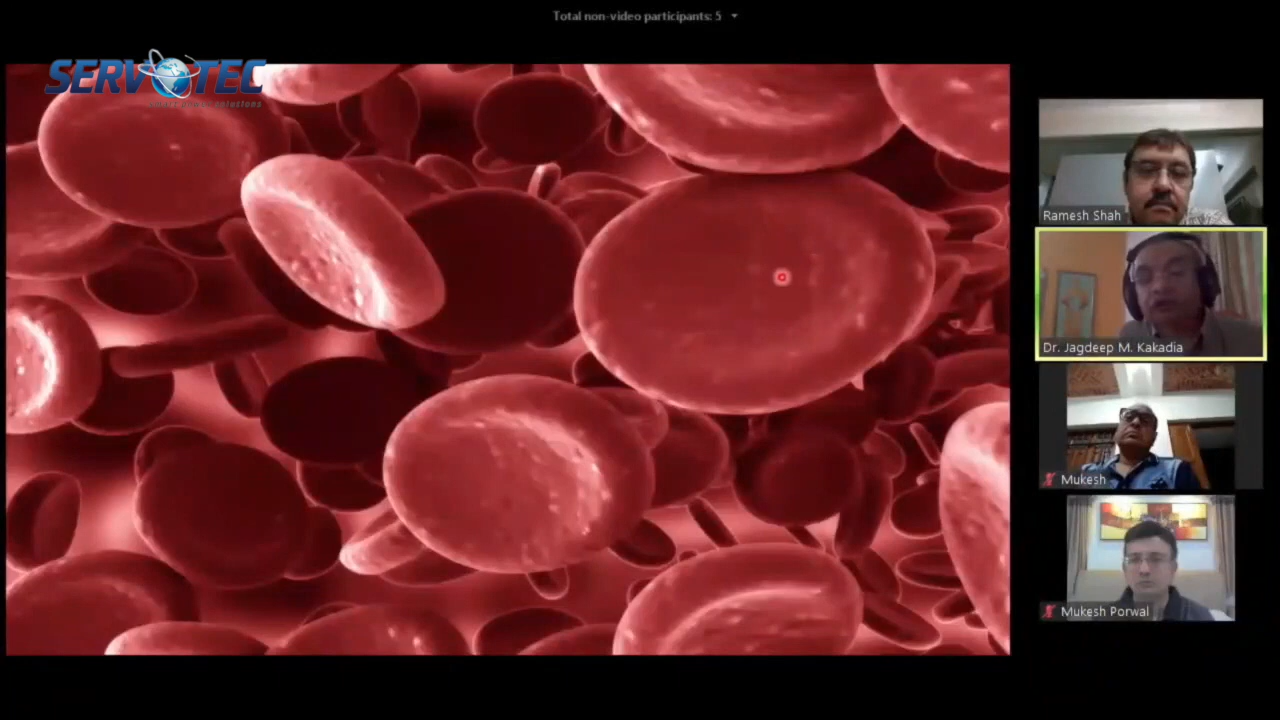 Total non-video participants: 5
SERVOTEC
Ramesh Shah
Dr. Jagdeep M. Kakadia
Mukesh
Mukesh Porwal